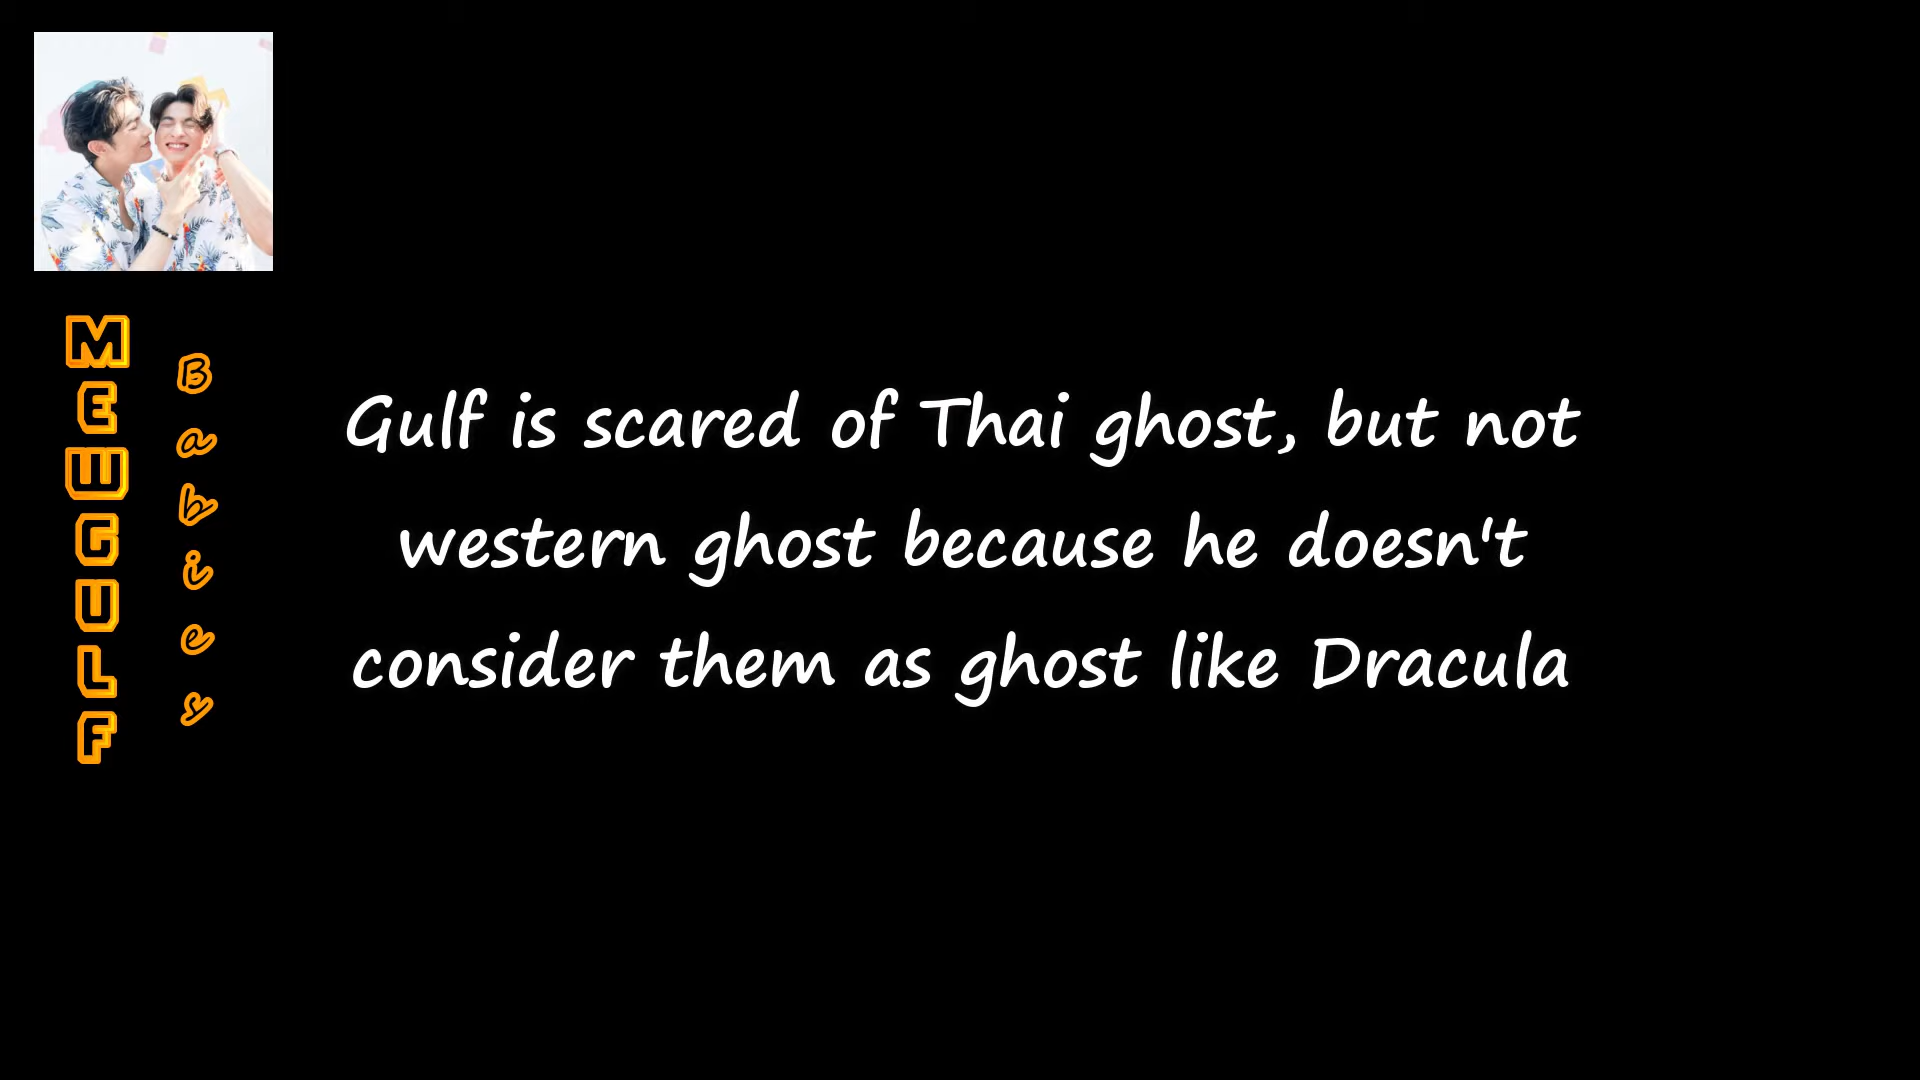 MEWGULF
Babies
Gulf is scared of Thai ghost, but not
western ghost because he doesn't
consider them as ghost like Dracula